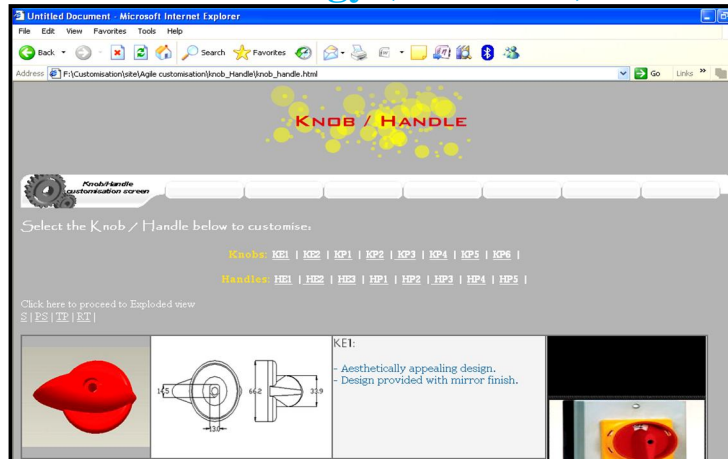 Untitled Document - Microsoft Internet Explorer
File Edit View Favorites Tools Help
Back Search Favorites
Address F:\Customisation\site\Agile customisation\knob_Handle\knob_handle.html Go Links »
KNOB / HANDLE
Knob/Handle
customisation screen
Select the Knob / Handle below to customise:
Knobs: KE1 | KE2 | KP1 | KP2 | KP3 | KP4 | KP5 | KP6 |
Handles: HE1 | HE2 | HE3 | HP1 | HP2 | HP3 | HP4 | HP5 |
Click here to proceed to Exploded view
S | PS | TP | RT |
KE1:
- Aesthetically appealing design.
- Design provided with mirror finish.
14.5 66.2 33.9
13.0